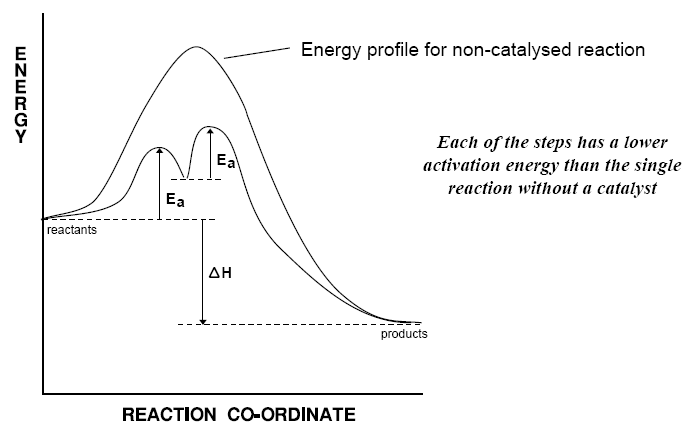 ENERGY
Energy profile for non-catalysed reaction
Each of the steps has a lower
activation energy than the single
reaction without a catalyst
Ea
Ea
reactants
ΔH
products
REACTION CO-ORDINATE